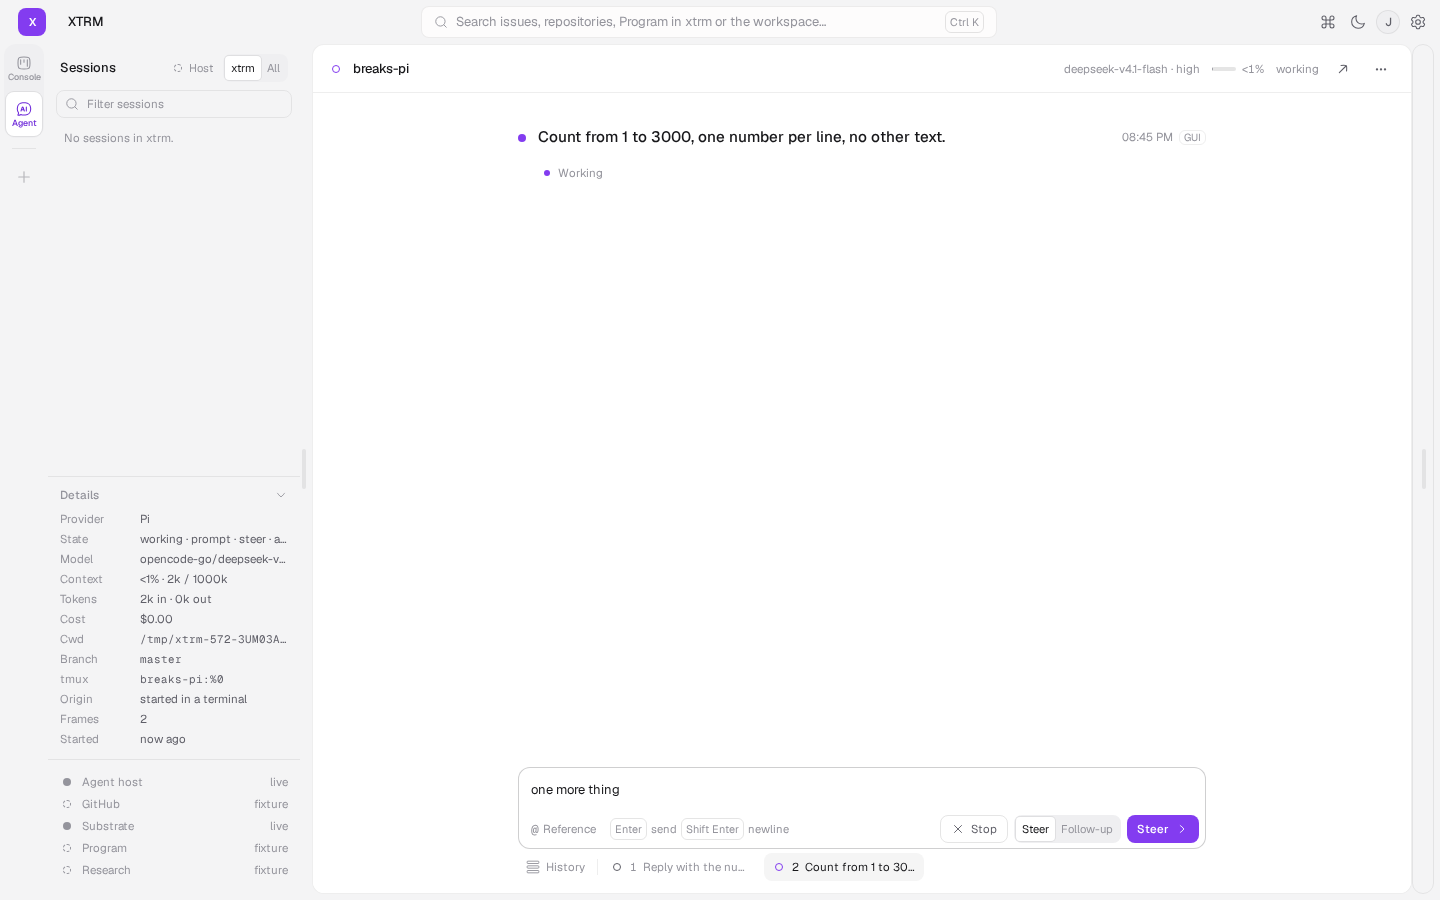 X XTRM Search issues, repositories, Program in xtrm or the workspace... Ctrl K J
Console
AI
Agent
Sessions Host xtrm All
Filter sessions
No sessions in xtrm.
breaks-pi deepseek-v4.1-flash · high <1% working
Count from 1 to 3000, one number per line, no other text. 08:45 PM GUI
Working
Details
Provider Pi
State working · prompt · steer · a...
Model opencode-go/deepseek-v...
Context <1% · 2k / 1000k
Tokens 2k in · 0k out
Cost $0.00
Cwd /tmp/xtrm-572-3UM03A...
Branch master
tmux breaks-pi:%0
Origin started in a terminal
Frames 2
Started now ago
Agent host live
GitHub fixture
Substrate live
Program fixture
Research fixture
one more thing
@ Reference Enter send Shift Enter newline Stop Steer Follow-up Steer
History 1 Reply with the nu... 2 Count from 1 to 30...